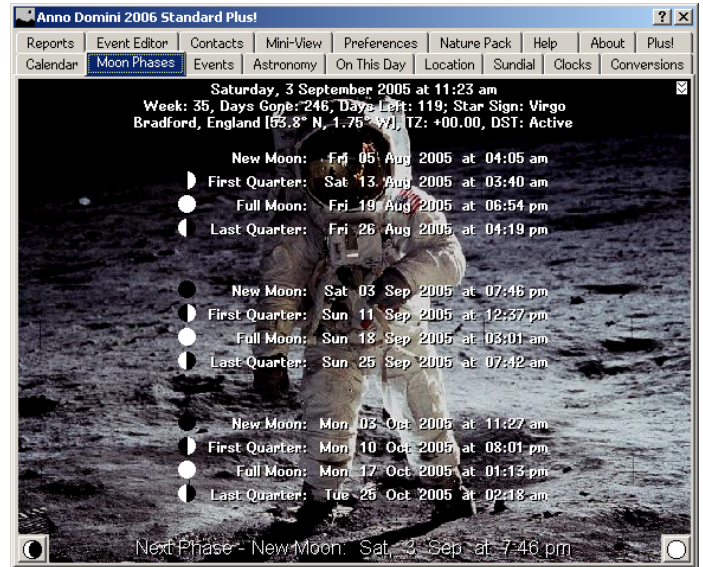 Anno Domini 2006 Standard Plus!
Reports Event Editor Contacts Mini-View Preferences Nature Pack Help About Plus!
Calendar Moon Phases Events Astronomy On This Day Location Sundial Clocks Conversions
Saturday, 3 September 2005 at 11:23 am
Week: 35, Days Gone: 246, Days Left: 119; Star Sign: Virgo
Bradford, England [53.8° N, 1.75° W], TZ: +00.00, DST: Active
New Moon: Fri 05 Aug 2005 at 04:05 am
First Quarter: Sat 13 Aug 2005 at 03:40 am
Full Moon: Fri 19 Aug 2005 at 06:54 pm
Last Quarter: Fri 26 Aug 2005 at 04:19 pm
New Moon: Sat 03 Sep 2005 at 07:46 pm
First Quarter: Sun 11 Sep 2005 at 12:37 pm
Full Moon: Sun 18 Sep 2005 at 03:01 am
Last Quarter: Sun 25 Sep 2005 at 07:42 am
New Moon: Mon 03 Oct 2005 at 11:27 am
First Quarter: Mon 10 Oct 2005 at 08:01 pm
Full Moon: Mon 17 Oct 2005 at 01:13 pm
Last Quarter: Tue 25 Oct 2005 at 02:18 am
Next Phase - New Moon: Sat, 3 Sep at 7:46 pm